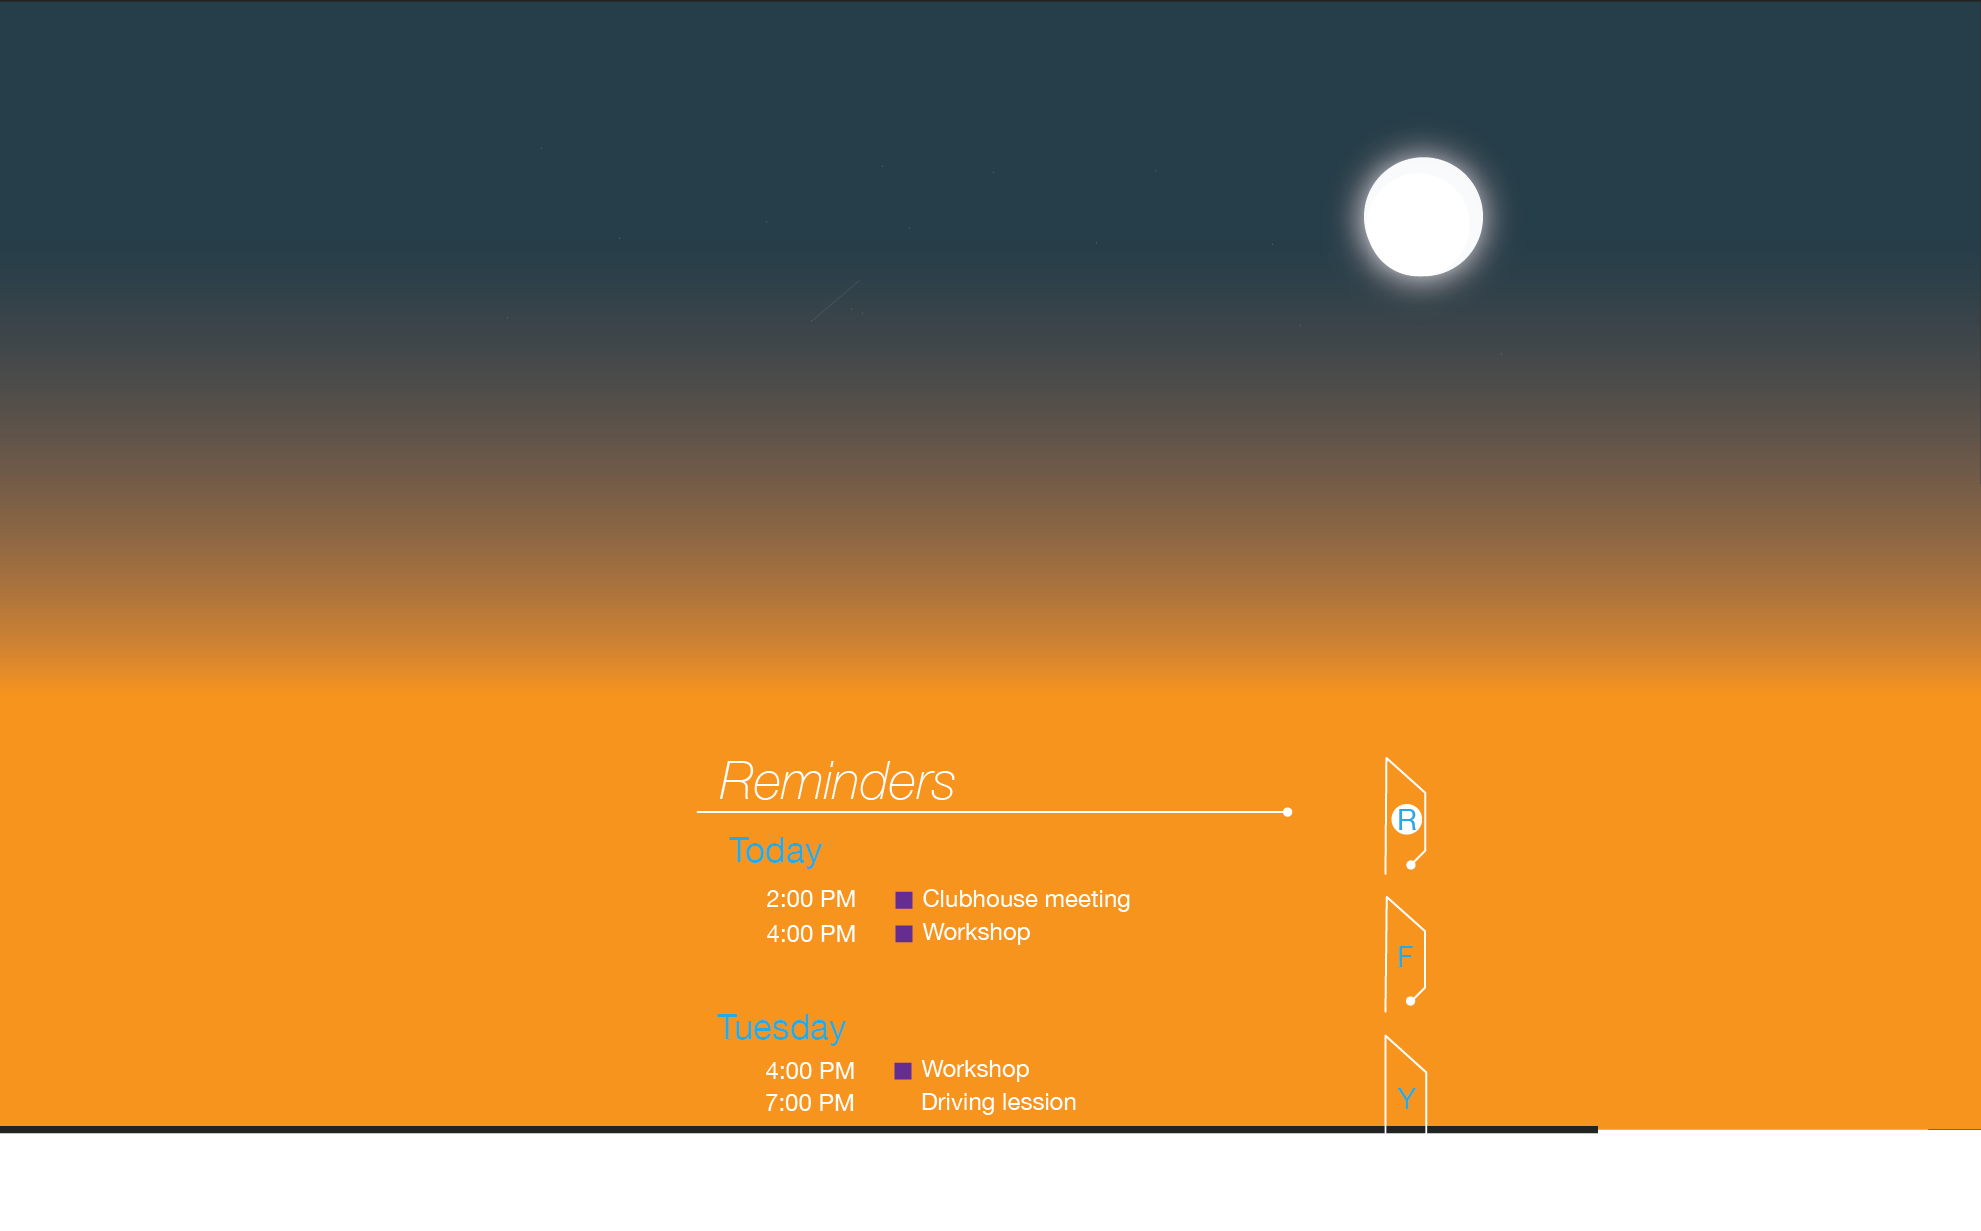 Reminders
Today
2:00 PM Clubhouse meeting
4:00 PM Workshop
Tuesday
4:00 PM Workshop
7:00 PM Driving lession
R
F
Y